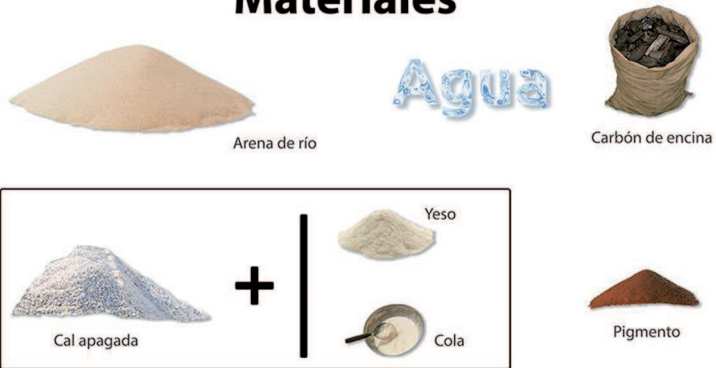 Materiales
Agua
Arena de río
Carbón de encina
Yeso
+
Cal apagada
Cola
Pigmento